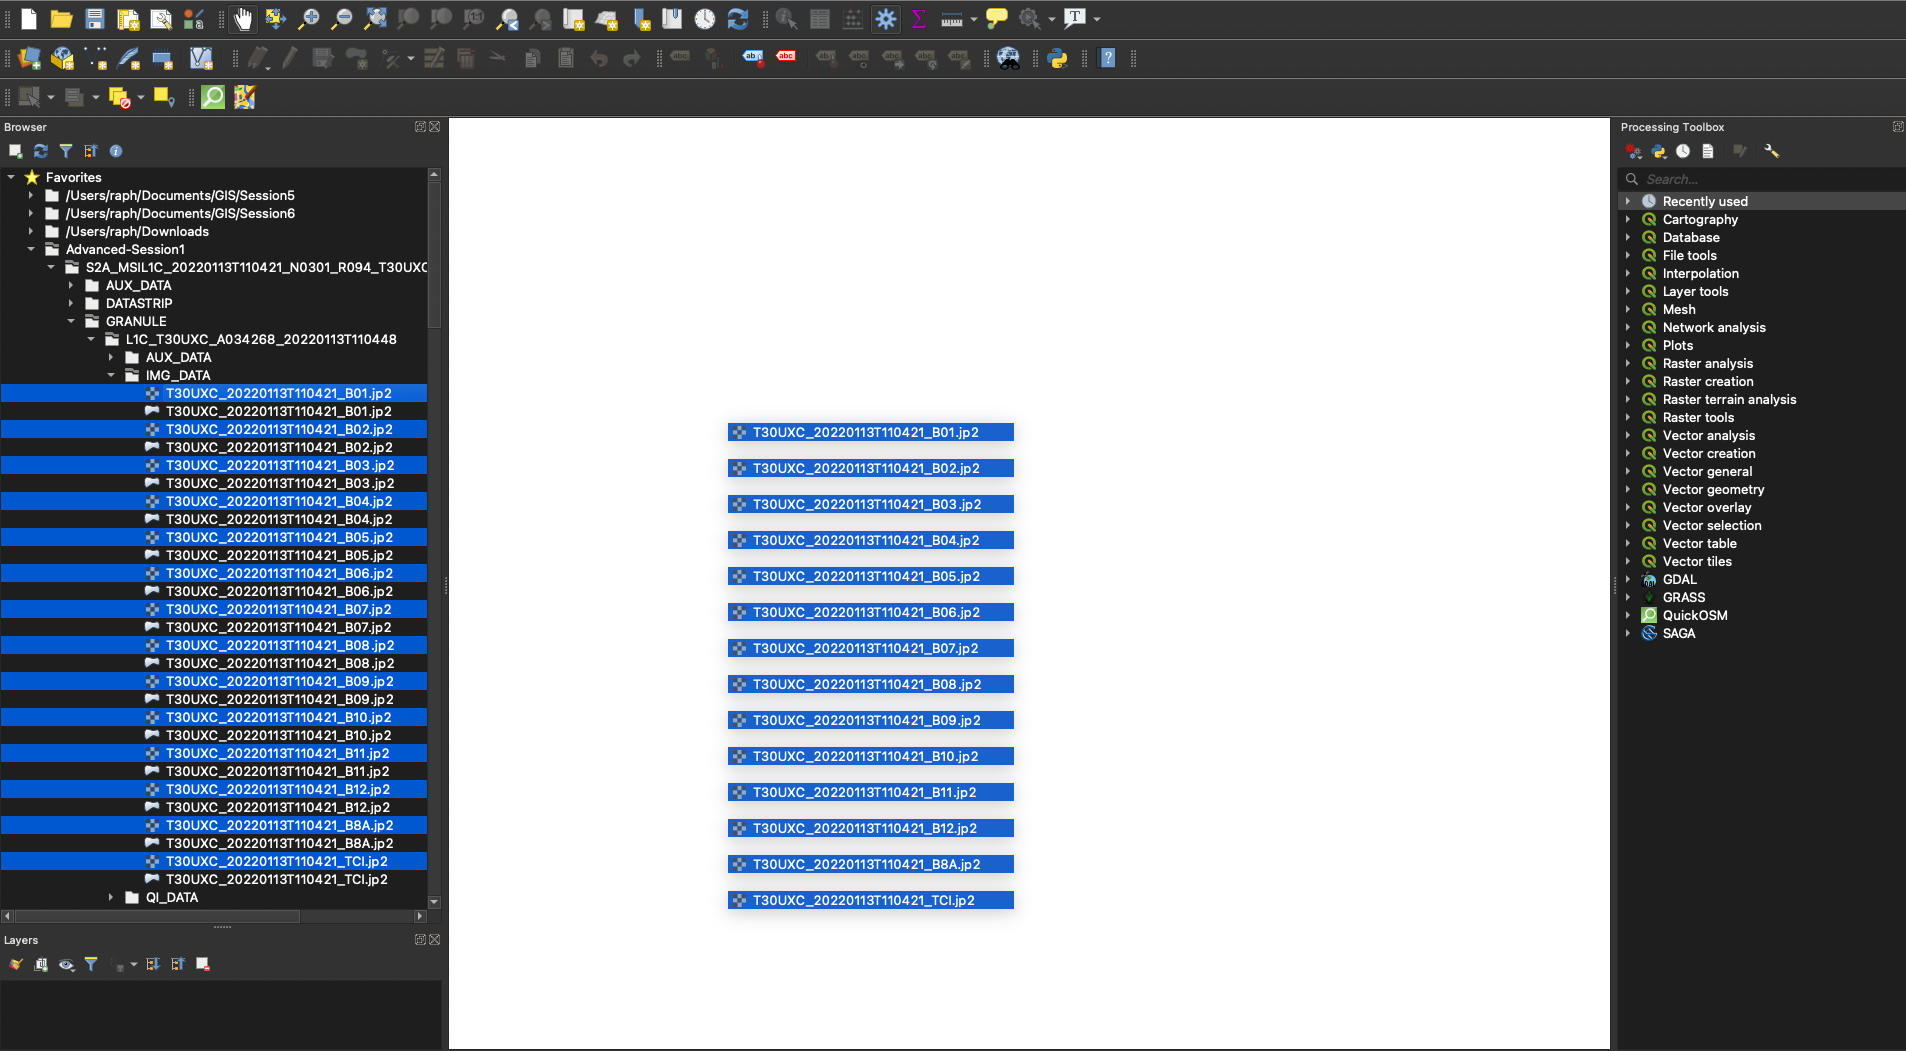 Browser
Favorites
/Users/raph/Documents/GIS/Session5
/Users/raph/Documents/GIS/Session6
/Users/raph/Downloads
Advanced-Session1
S2A_MSIL1C_20220113T110421_N0301_R094_T30UXC
AUX_DATA
DATASTRIP
GRANULE
L1C_T30UXC_A034268_20220113T110448
AUX_DATA
IMG_DATA
T30UXC_20220113T110421_B01.jp2
T30UXC_20220113T110421_B01.jp2
T30UXC_20220113T110421_B02.jp2
T30UXC_20220113T110421_B02.jp2
T30UXC_20220113T110421_B03.jp2
T30UXC_20220113T110421_B03.jp2
T30UXC_20220113T110421_B04.jp2
T30UXC_20220113T110421_B04.jp2
T30UXC_20220113T110421_B05.jp2
T30UXC_20220113T110421_B05.jp2
T30UXC_20220113T110421_B06.jp2
T30UXC_20220113T110421_B06.jp2
T30UXC_20220113T110421_B07.jp2
T30UXC_20220113T110421_B07.jp2
T30UXC_20220113T110421_B08.jp2
T30UXC_20220113T110421_B08.jp2
T30UXC_20220113T110421_B09.jp2
T30UXC_20220113T110421_B09.jp2
T30UXC_20220113T110421_B10.jp2
T30UXC_20220113T110421_B10.jp2
T30UXC_20220113T110421_B11.jp2
T30UXC_20220113T110421_B11.jp2
T30UXC_20220113T110421_B12.jp2
T30UXC_20220113T110421_B12.jp2
T30UXC_20220113T110421_B8A.jp2
T30UXC_20220113T110421_B8A.jp2
T30UXC_20220113T110421_TCI.jp2
T30UXC_20220113T110421_TCI.jp2
QI_DATA
Layers
T30UXC_20220113T110421_B01.jp2
T30UXC_20220113T110421_B02.jp2
T30UXC_20220113T110421_B03.jp2
T30UXC_20220113T110421_B04.jp2
T30UXC_20220113T110421_B05.jp2
T30UXC_20220113T110421_B06.jp2
T30UXC_20220113T110421_B07.jp2
T30UXC_20220113T110421_B08.jp2
T30UXC_20220113T110421_B09.jp2
T30UXC_20220113T110421_B10.jp2
T30UXC_20220113T110421_B11.jp2
T30UXC_20220113T110421_B12.jp2
T30UXC_20220113T110421_B8A.jp2
T30UXC_20220113T110421_TCI.jp2
Processing Toolbox
Search...
Recently used
Cartography
Database
File tools
Interpolation
Layer tools
Mesh
Network analysis
Plots
Raster analysis
Raster creation
Raster terrain analysis
Raster tools
Vector analysis
Vector creation
Vector general
Vector geometry
Vector overlay
Vector selection
Vector table
Vector tiles
GDAL
GRASS
QuickOSM
SAGA